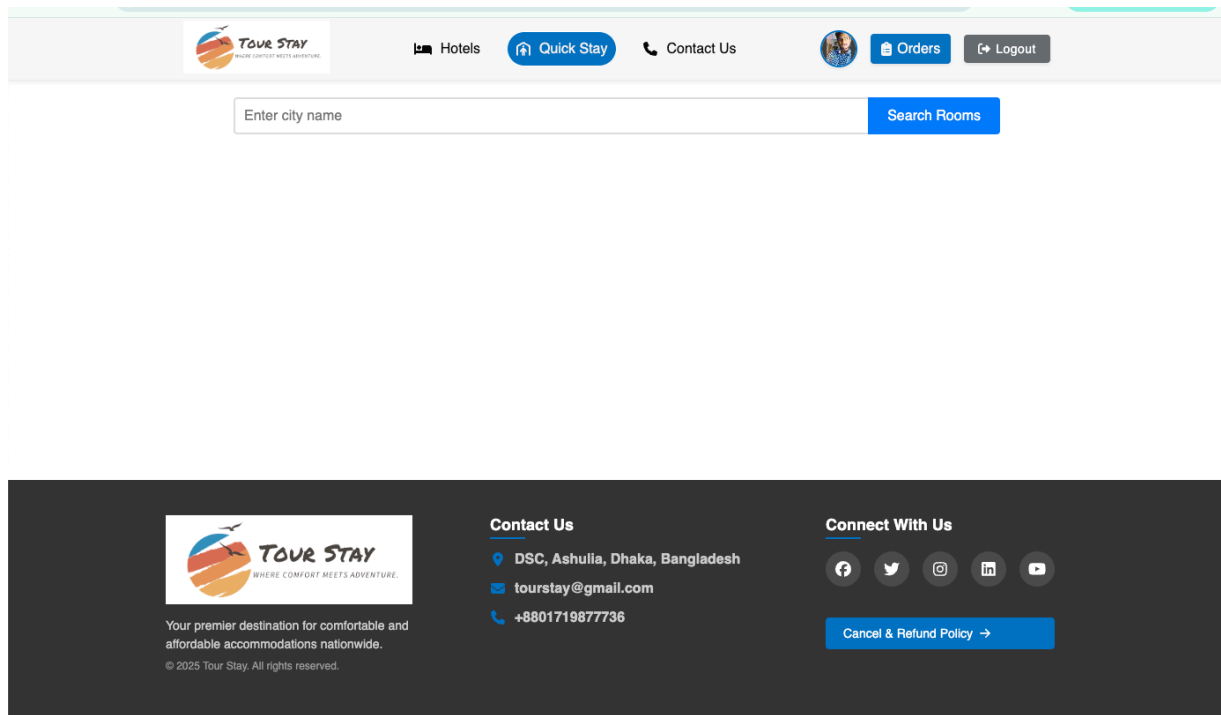 TOUR STAY
WHERE COMFORT MEETS ADVENTURE.
Hotels
Quick Stay
Contact Us
Orders
Logout
Enter city name
Search Rooms
TOUR STAY
WHERE COMFORT MEETS ADVENTURE.
Your premier destination for comfortable and
affordable accommodations nationwide.
© 2025 Tour Stay. All rights reserved.
Contact Us
DSC, Ashulia, Dhaka, Bangladesh
tourstay@gmail.com
+8801719877736
Connect With Us
Cancel & Refund Policy →